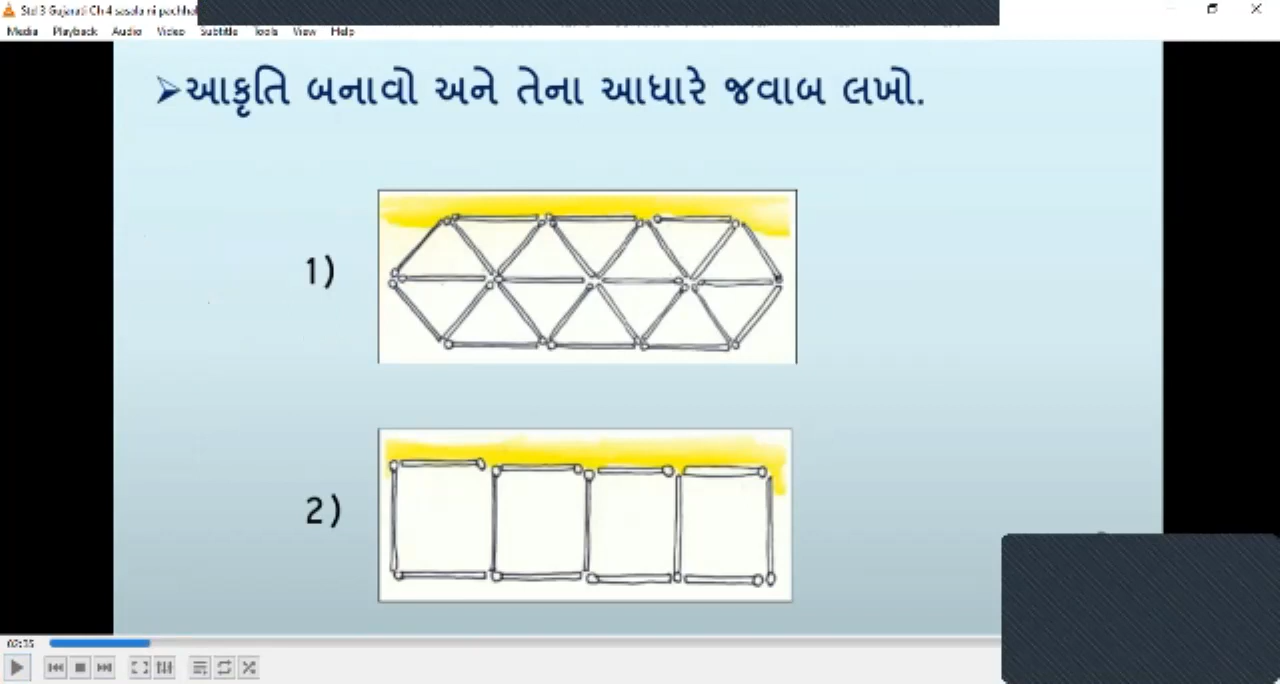 Std 3 Gujarati Ch 4 sasala ni pachhal
Media Playback Audio Video Subtitle Tools View Help
➢આકૃતિ બનાવો અને તેના આધારે જવાબ લખો.
1)
2)
02:35